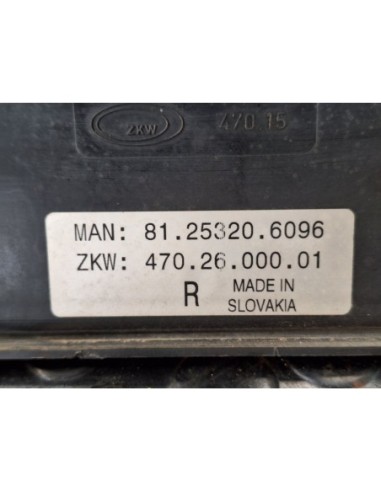 ZKW 470 15
MAN: 81.25320.6096
ZKW: 470.26.000.01
R MADE IN
SLOVAKIA